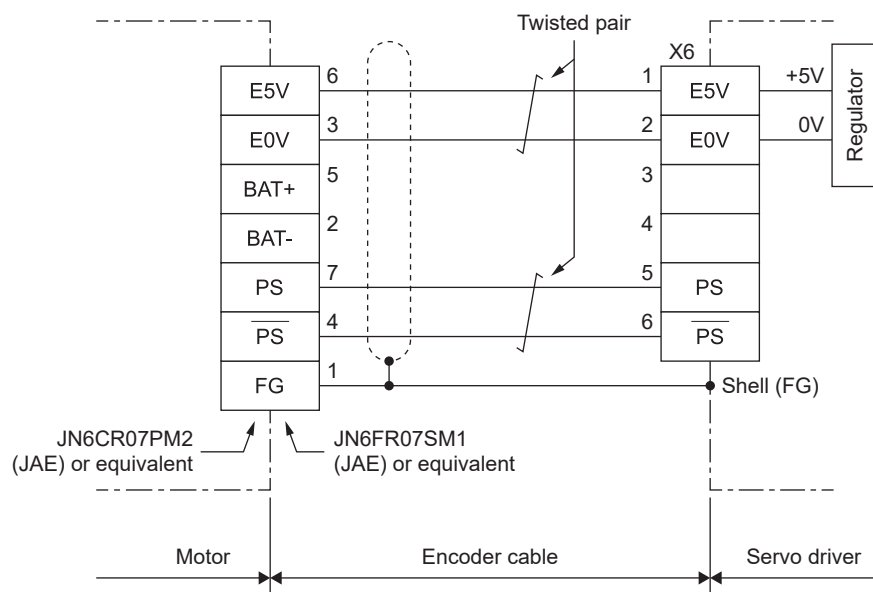 Twisted pair
X6
E5V 6 1 E5V +5V
E0V 3 2 E0V 0V
Regulator
BAT+ 5 3
BAT- 2 4
PS 7 5 PS
P̅S̅ 4 6 P̅S̅
FG 1 Shell (FG)
JN6CR07PM2
(JAE) or equivalent
JN6FR07SM1
(JAE) or equivalent
Motor
Encoder cable
Servo driver